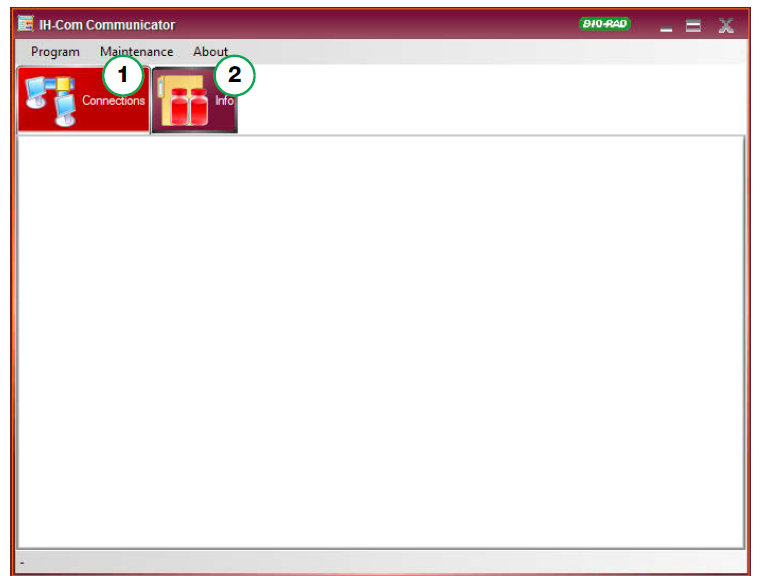 IH-Com Communicator BIO-RAD
Program Maintenance About
1 2
Connections Info
-